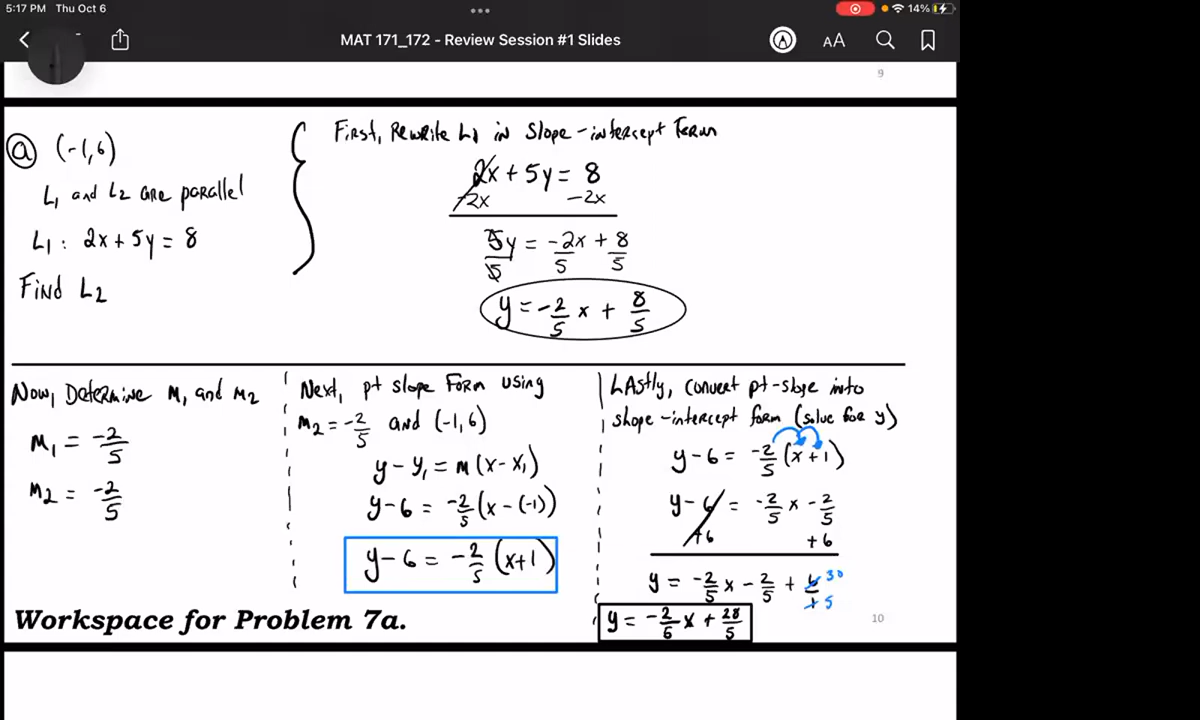 5:17 PM Thu Oct 6
14%
MAT 171_172 - Review Session #1 Slides
AA
9
a (-1,6)
L1 and L2 are parallel
L1: 2x + 5y = 8
Find L2
First, Rewrite L1 in Slope-intercept Form
2x + 5y = 8
-2x -2x
5y = -2x + 8
5 5 5
y = -2/5 x + 8/5
Now, Determine M1 and M2
M1 = -2/5
M2 = -2/5
Next, pt slope Form using
M2 = -2/5 and (-1,6)
y - y1 = m(x - x1)
y - 6 = -2/5 (x - (-1))
y - 6 = -2/5 (x+1)
LAstly, convert pt-slope into
slope-intercept form (solve for y)
y - 6 = -2/5 (x + 1)
y - 6 = -2/5 x - 2/5
+6 +6
y = -2/5 x - 2/5 + 6/1 30/5
y = -2/5 x + 28/5
Workspace for Problem 7a.
10